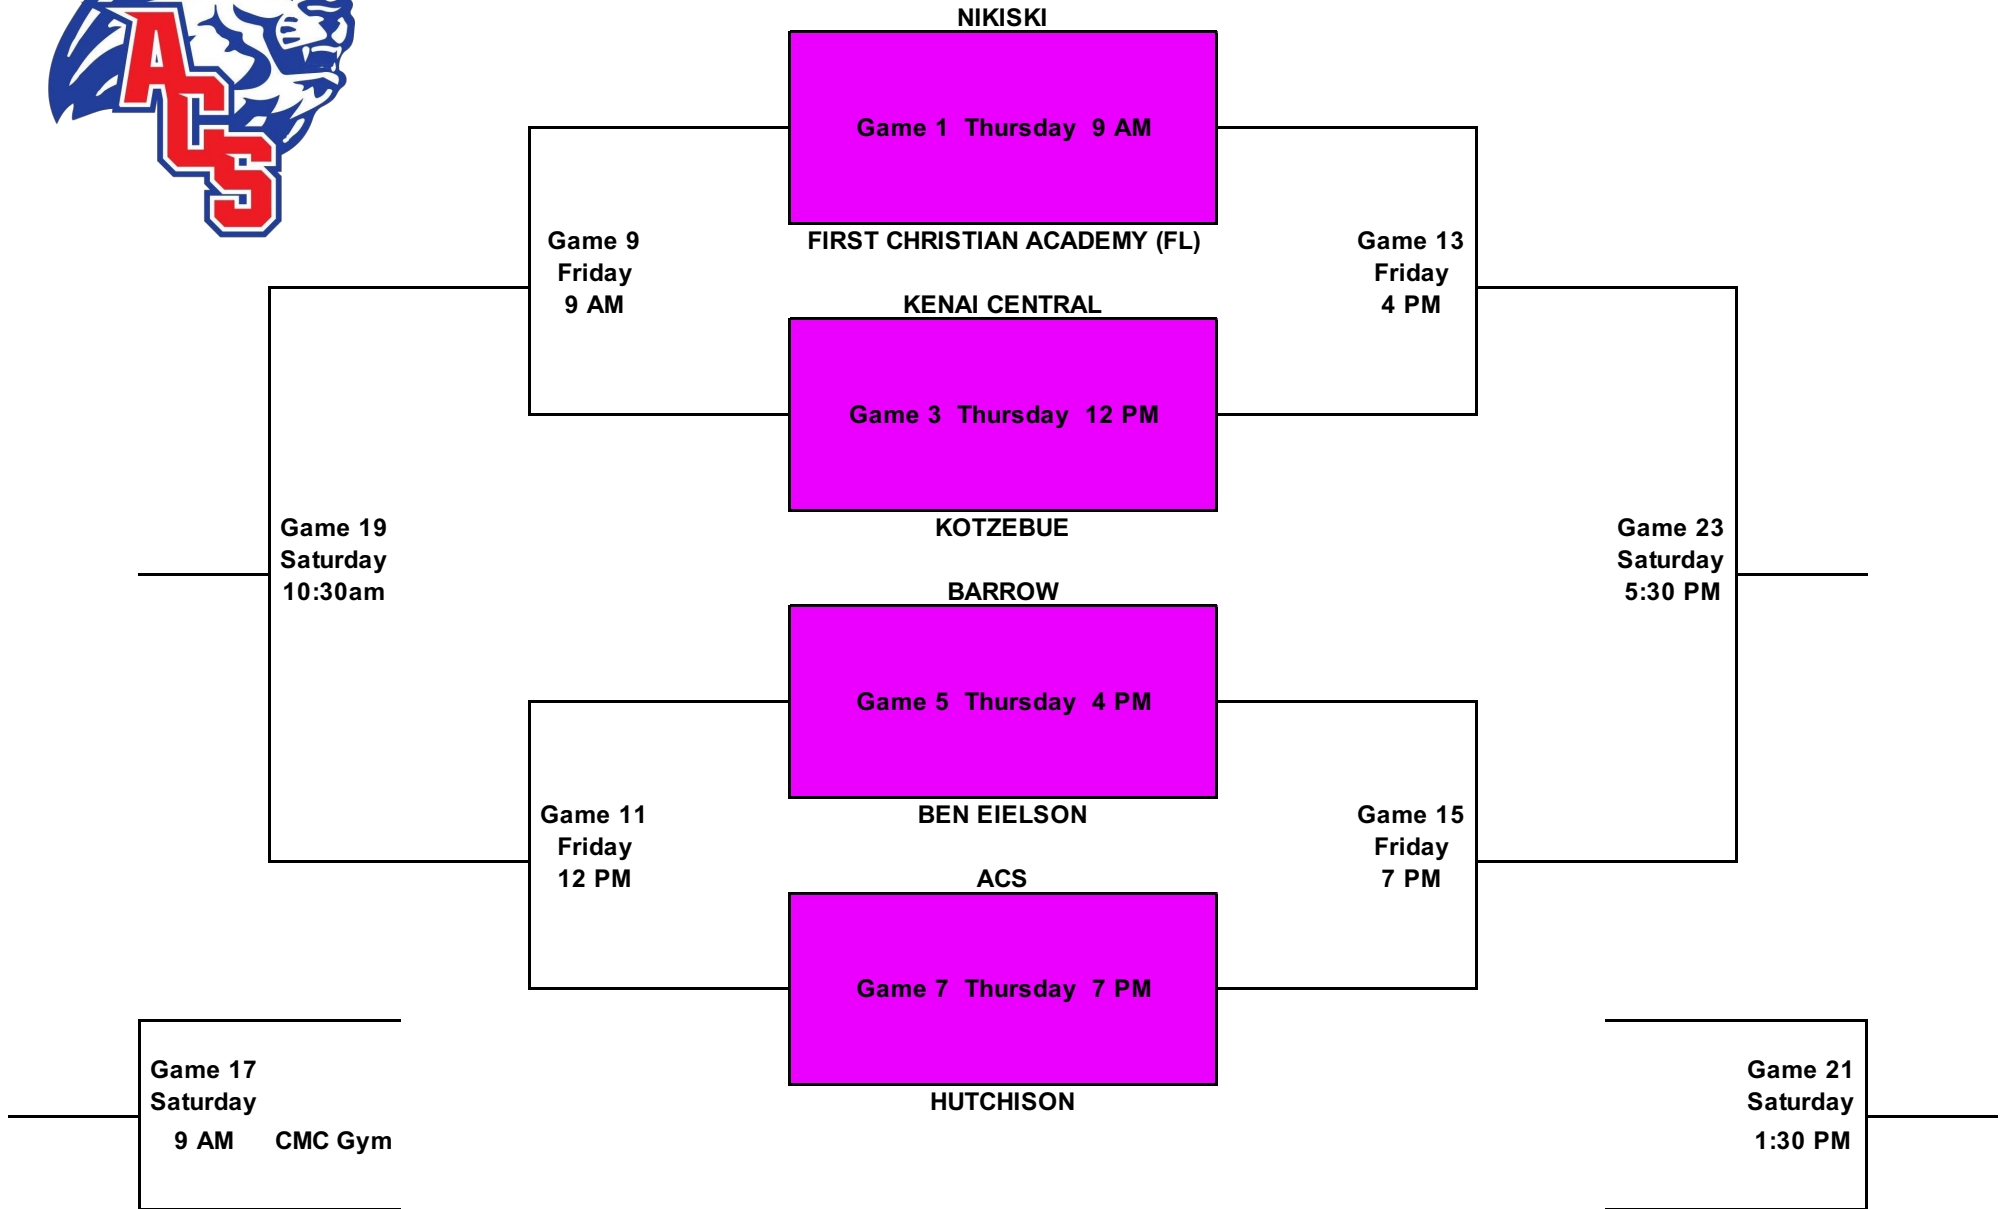 ACS
NIKISKI
Game 1 Thursday 9 AM
FIRST CHRISTIAN ACADEMY (FL)
Game 9
Friday
9 AM
Game 13
Friday
4 PM
KENAI CENTRAL
Game 3 Thursday 12 PM
KOTZEBUE
Game 19
Saturday
10:30am
Game 23
Saturday
5:30 PM
BARROW
Game 5 Thursday 4 PM
BEN EIELSON
Game 11
Friday
12 PM
Game 15
Friday
7 PM
ACS
Game 7 Thursday 7 PM
HUTCHISON
Game 17
Saturday
9 AM CMC Gym
Game 21
Saturday
1:30 PM